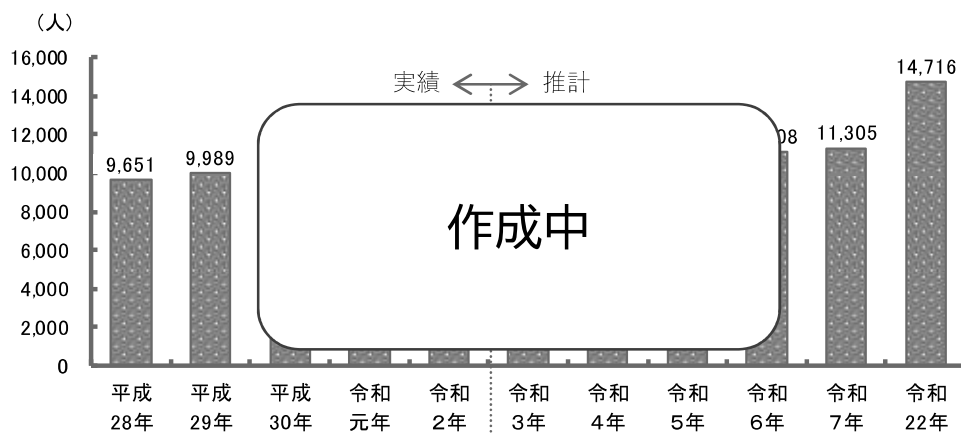 （人）
16,000
14,000
12,000
10,000
8,000
6,000
4,000
2,000
0
実績 推計
9,651
9,989
08
11,305
14,716
作成中
平成 平成 平成 令和 令和 令和 令和 令和 令和 令和 令和
28年 29年 30年 元年 2年 3年 4年 5年 6年 7年 22年